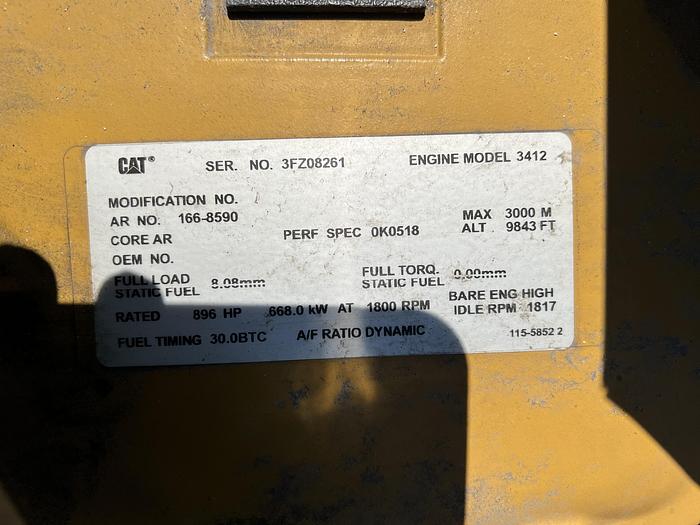 CAT® SER. NO. 3FZ08261 ENGINE MODEL 3412
MODIFICATION NO.
AR NO. 166-8590
CORE AR
PERF SPEC 0K0518
MAX 3000 M
ALT 9843 FT
OEM NO.
FULL LOAD
STATIC FUEL 8.08mm
FULL TORQ.
STATIC FUEL 0.00mm
RATED 896 HP 668.0 kW AT 1800 RPM
BARE ENG HIGH
IDLE RPM 1817
FUEL TIMING 30.0BTC A/F RATIO DYNAMIC
115-5852 2